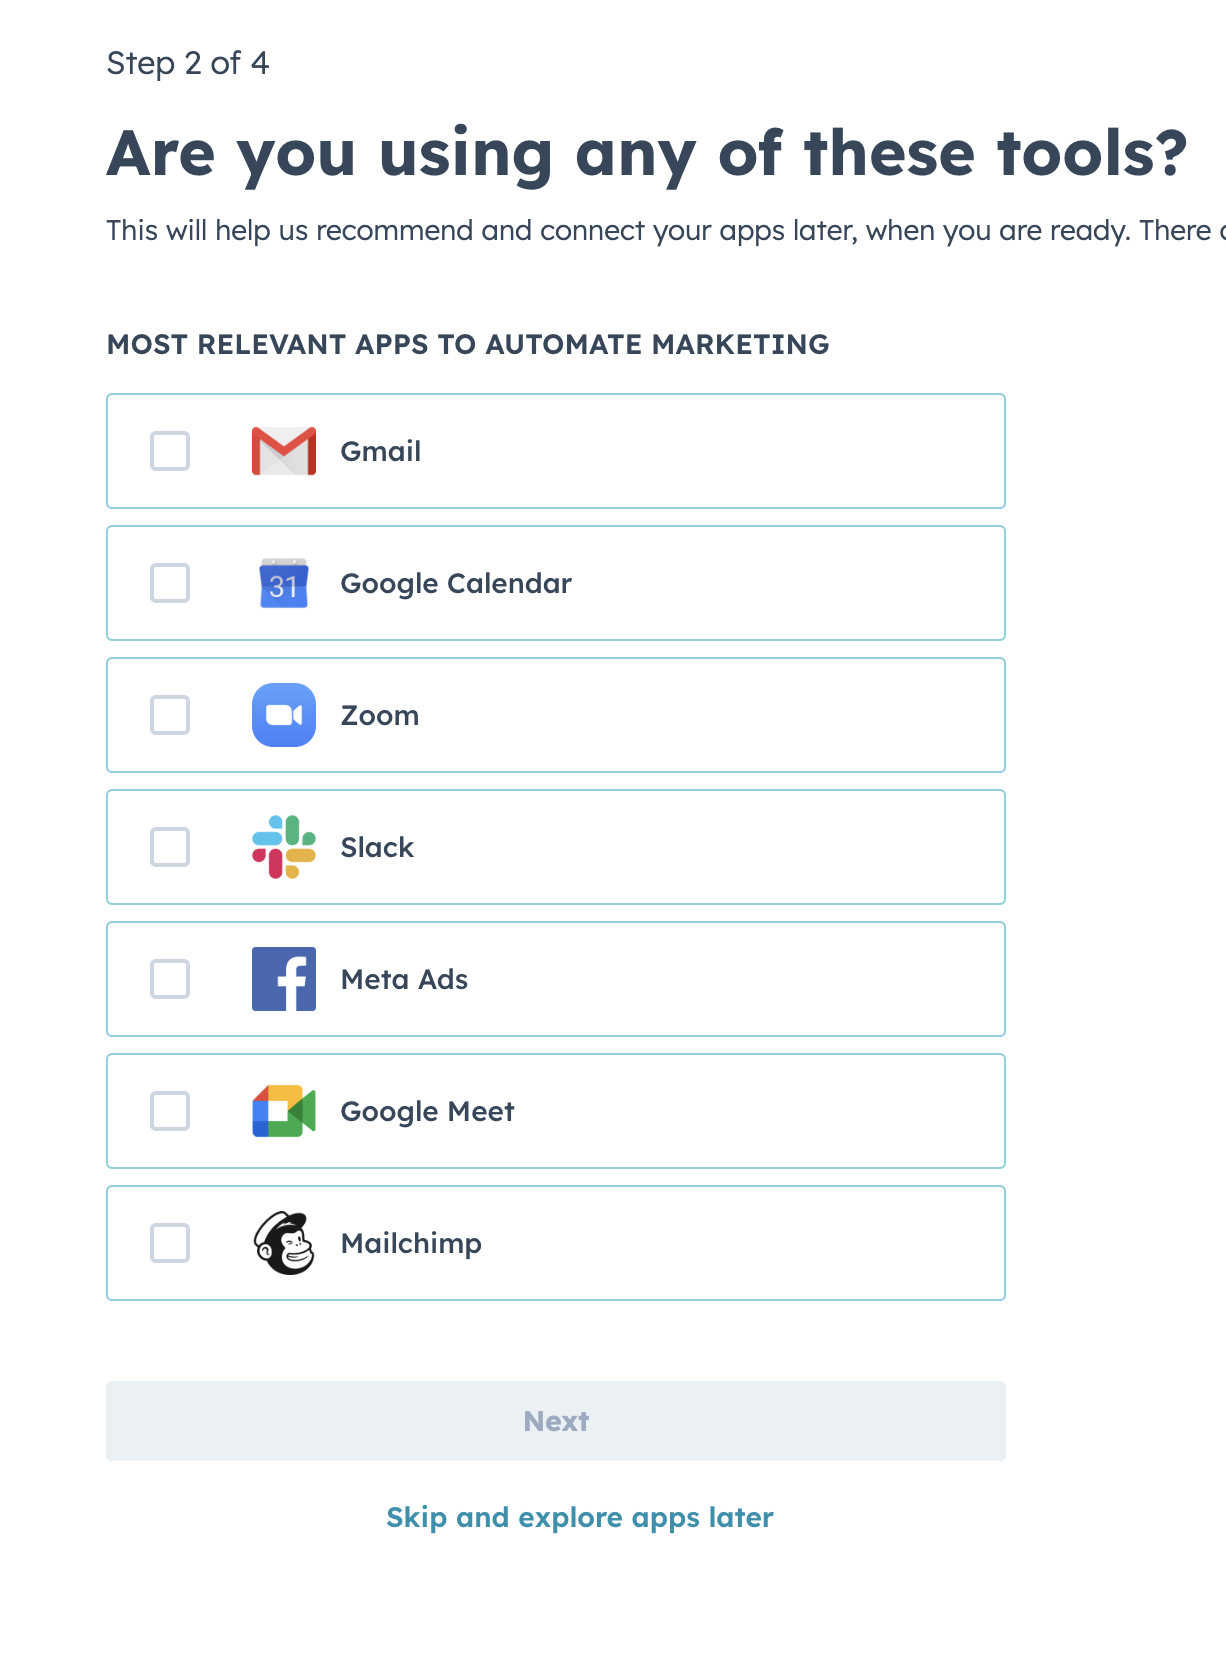 Step 2 of 4
Are you using any of these tools?
This will help us recommend and connect your apps later, when you are ready. There
MOST RELEVANT APPS TO AUTOMATE MARKETING
Gmail
31
Google Calendar
Zoom
Slack
f
Meta Ads
Google Meet
Mailchimp
Next
Skip and explore apps later